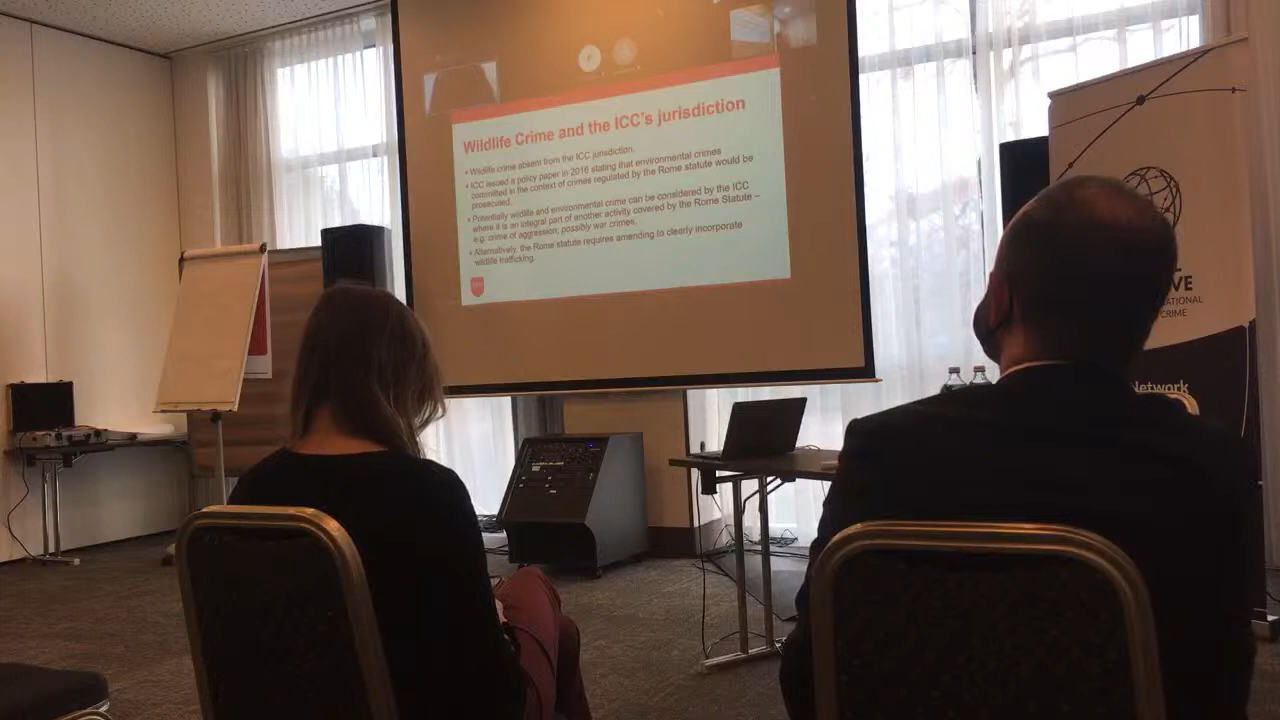 Wildlife Crime and the ICC's jurisdiction
• Wildlife crime absent from the ICC jurisdiction.
• ICC issued a policy paper in 2016 stating that environmental crimes
committed in the context of crimes regulated by the Rome statute would be
prosecuted.
• Potentially wildlife and environmental crime can be considered by the ICC
where it is an integral part of another activity covered by the Rome Statute –
e.g. crime of aggression; possibly war crimes.
• Alternatively, the Rome statute requires amending to clearly incorporate
wildlife trafficking.
L
VE
ATIONAL
CRIME
Network